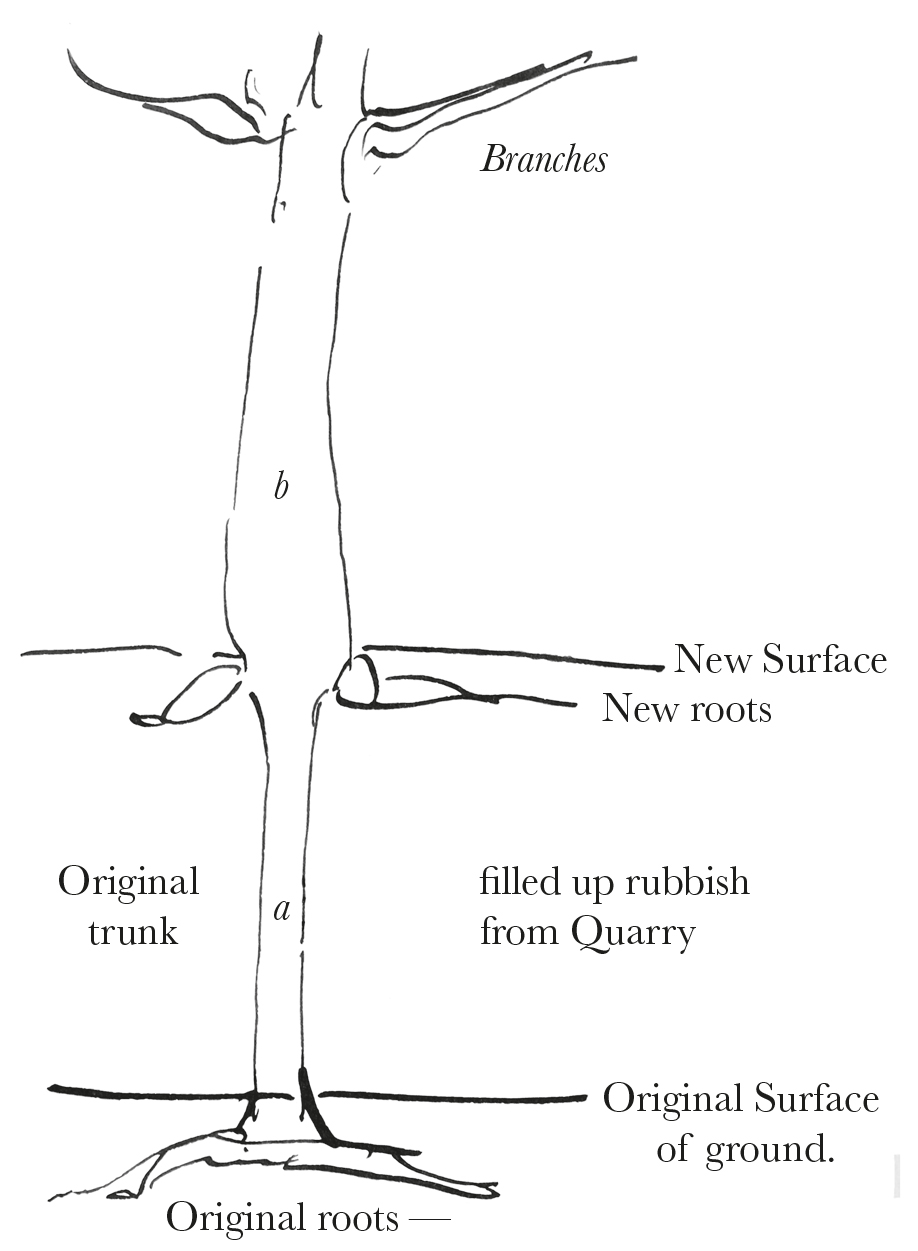 Branches
b
New Surface
New roots
Original
trunk
a
filled up rubbish
from Quarry
Original Surface
of ground.
Original roots —